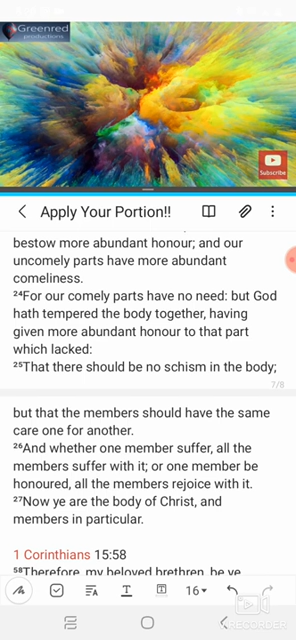 Greenred
productions
Subscribe
Apply Your Portion!!
bestow more abundant honour; and our
uncomely parts have more abundant
comeliness.
24For our comely parts have no need: but God
hath tempered the body together, having
given more abundant honour to that part
which lacked:
25That there should be no schism in the body;
7/8
but that the members should have the same
care one for another.
26And whether one member suffer, all the
members suffer with it; or one member be
honoured, all the members rejoice with it.
27Now ye are the body of Christ, and
members in particular.
1 Corinthians 15:58
58Therefore, my beloved brethren, be ye
16
RECORDER